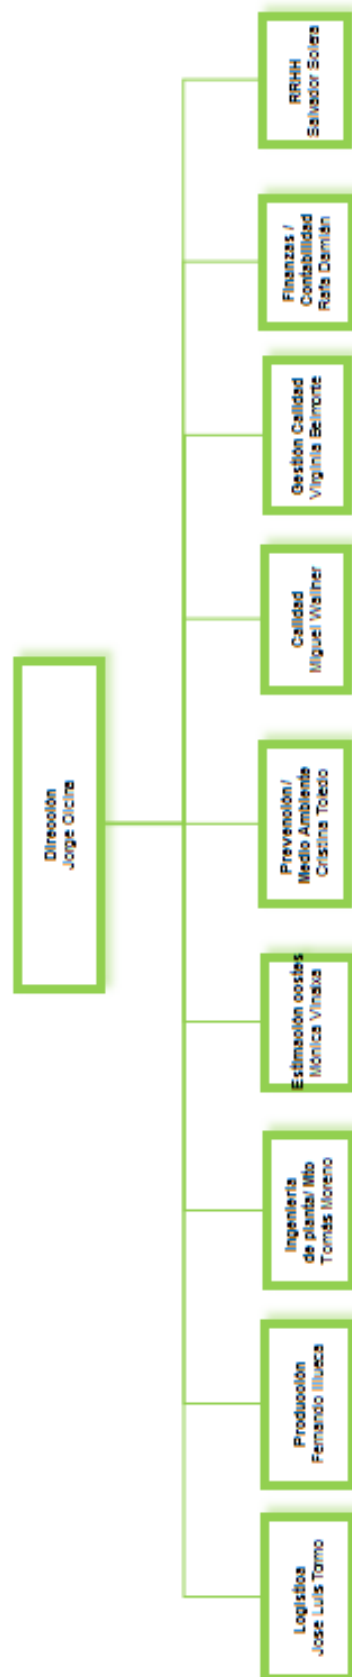 Dirección
Jorge Olcina
Logística
Jose Luis Tormo
Producción
Fernando Illueca
Ingeniería
de planta/ Mto
Tomás Moreno
Estimación costes
Mónica Vinaixa
Prevención/
Medio Ambiente
Cristina Toledo
Calidad
Miguel Wallner
Gestión Calidad
Virginia Belmonte
Finanzas /
Contabilidad
Rafa Damián
RRHH
Salvador Solera